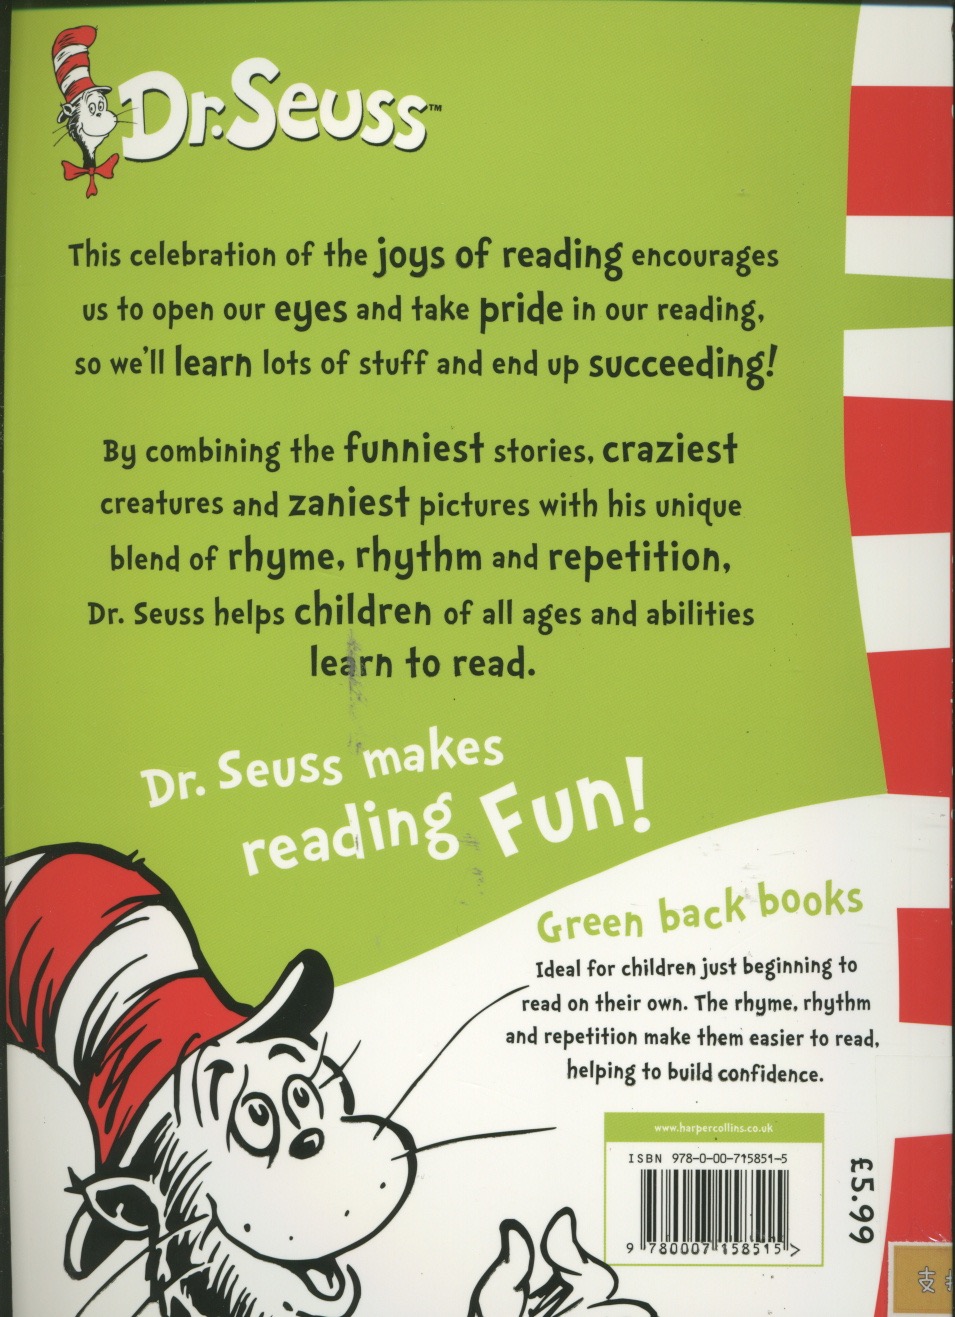 Dr. Seuss™
This celebration of the joys of reading encourages
us to open our eyes and take pride in our reading,
so we'll learn lots of stuff and end up succeeding!
By combining the funniest stories, craziest
creatures and zaniest pictures with his unique
blend of rhyme, rhythm and repetition,
Dr. Seuss helps children of all ages and abilities
learn to read.
Dr. Seuss makes
reading Fun!
Green back books
Ideal for children just beginning to
read on their own. The rhyme, rhythm
and repetition make them easier to read,
helping to build confidence.
www.harpercollins.co.uk
ISBN 978-0-00-715851-5
9 780007 158515 >
£5.99
支